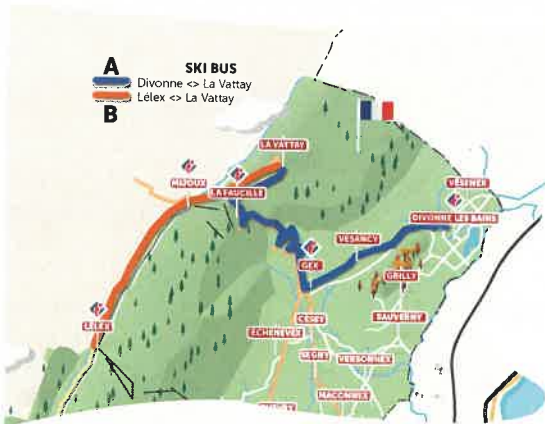 A
SKI BUS
Divonne <> La Vattay
Lélex <> La Vattay
B
LA VATTAY
MIJOUX
LA FAUCILLE
VÉSENEX
DIVONNE LES BAINS
VESANCY
GEX
GRILLY
LÉLEX
CESSY
SAUVERNY
ECHENEVEX
SEGNY
VERSONNEX
MACONNEX